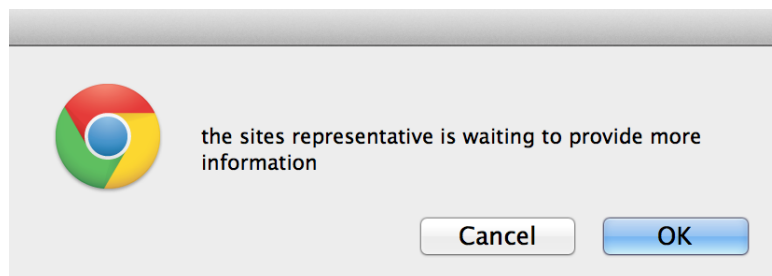 the sites representative is waiting to provide more
information
Cancel
OK